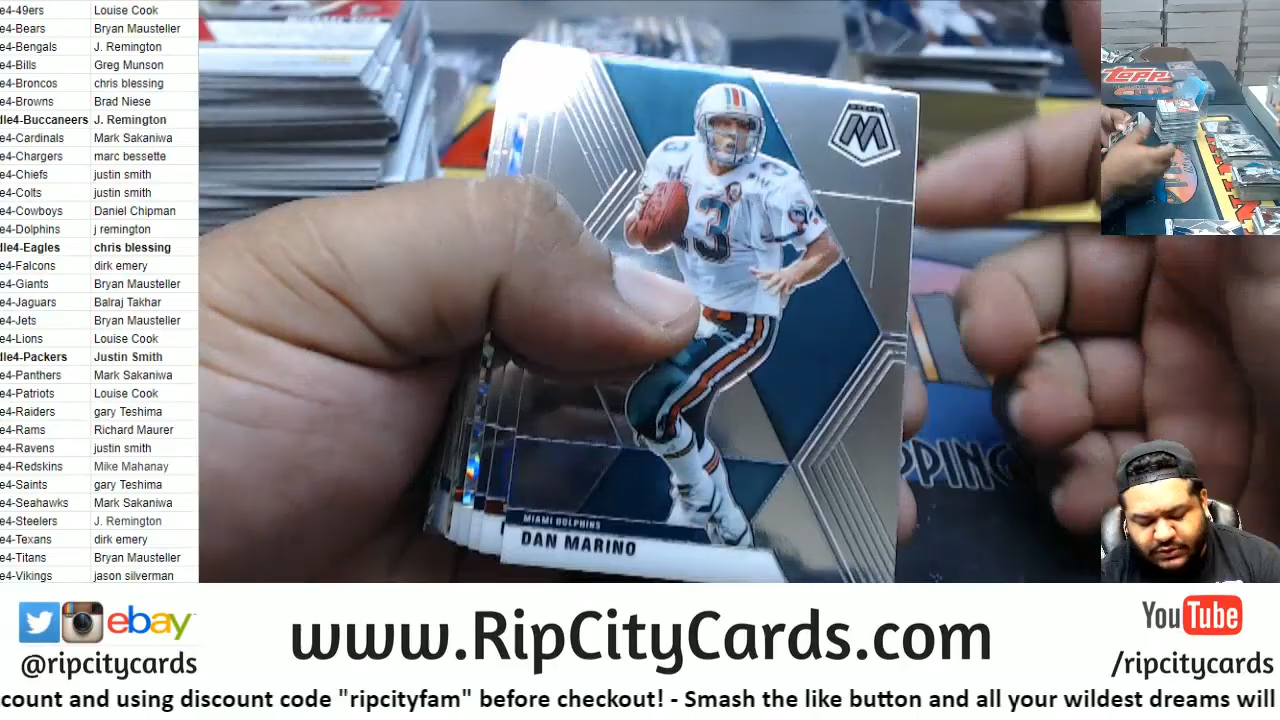 e4-49ers Louise Cook
e4-Bears Bryan Mausteller
e4-Bengals J. Remington
e4-Bills Greg Munson
e4-Broncos chris blessing
e4-Browns Brad Niese
dle4-Buccaneers J. Remington
e4-Cardinals Mark Sakaniwa
e4-Chargers marc bessette
e4-Chiefs justin smith
e4-Colts justin smith
e4-Cowboys Daniel Chipman
e4-Dolphins j remington
dle4-Eagles chris blessing
e4-Falcons dirk emery
e4-Giants Bryan Mausteller
e4-Jaguars Balraj Takhar
e4-Jets Bryan Mausteller
e4-Lions Louise Cook
dle4-Packers Justin Smith
e4-Panthers Mark Sakaniwa
e4-Patriots Louise Cook
e4-Raiders gary Teshima
e4-Rams Richard Maurer
e4-Ravens justin smith
e4-Redskins Mike Mahanay
e4-Saints gary Teshima
e4-Seahawks Mark Sakaniwa
e4-Steelers J. Remington
e4-Texans dirk emery
e4-Titans Bryan Mausteller
e4-Vikings jason silverman
MOSAIC
13
MIAMI DOLPHINS
DAN MARINO
PPING
TOPP
ebay
@ripcitycards
www.RipCityCards.com
YouTube
/ripcitycards
count and using discount code "ripcityfam" before checkout! - Smash the like button and all your wildest dreams will